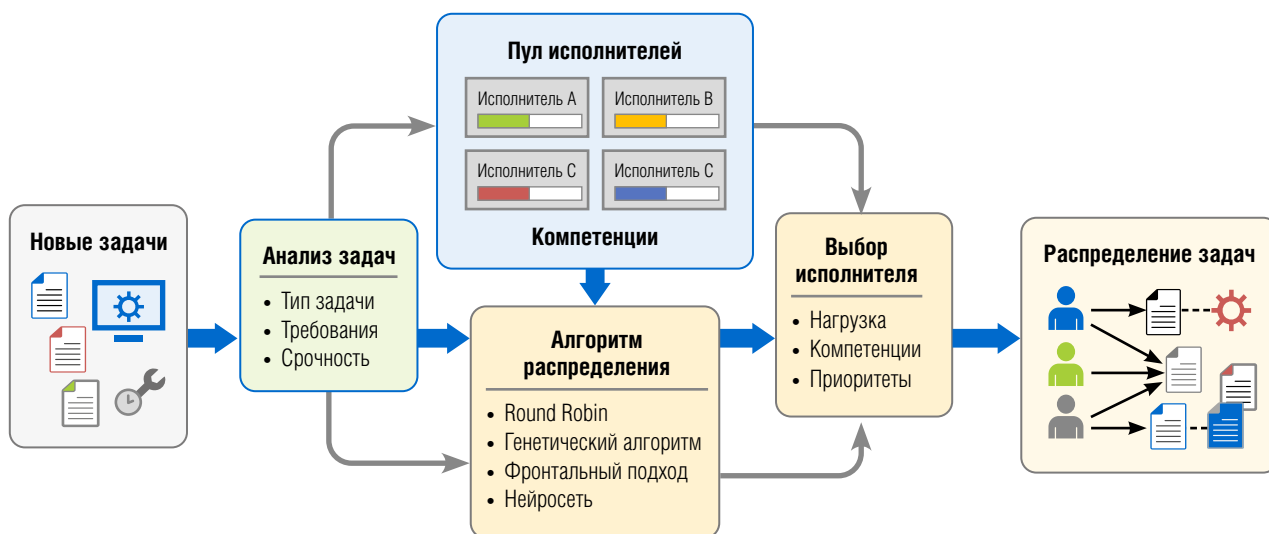 Пул исполнителей
Исполнитель A
Исполнитель B
Исполнитель C
Исполнитель C
Компетенции
Новые задачи
Анализ задач
• Тип задачи
• Требования
• Срочность
Алгоритм
распределения
• Round Robin
• Генетический алгоритм
• Фронтальный подход
• Нейросеть
Выбор
исполнителя
• Нагрузка
• Компетенции
• Приоритеты
Распределение задач